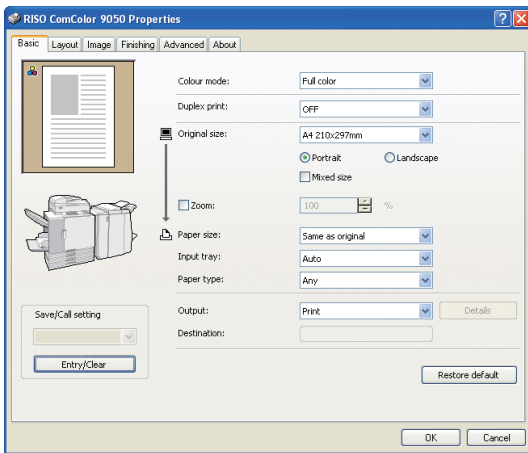 RISO ComColor 9050 Properties
Basic Layout Image Finishing Advanced About
Colour mode: Full color
Duplex print: OFF
Original size: A4 210x297mm
Portrait Landscape
Mixed size
Zoom: 100 %
Paper size: Same as original
Input tray: Auto
Paper type: Any
Save/Call setting
Entry/Clear
Output: Print Details
Destination:
Restore default
OK Cancel